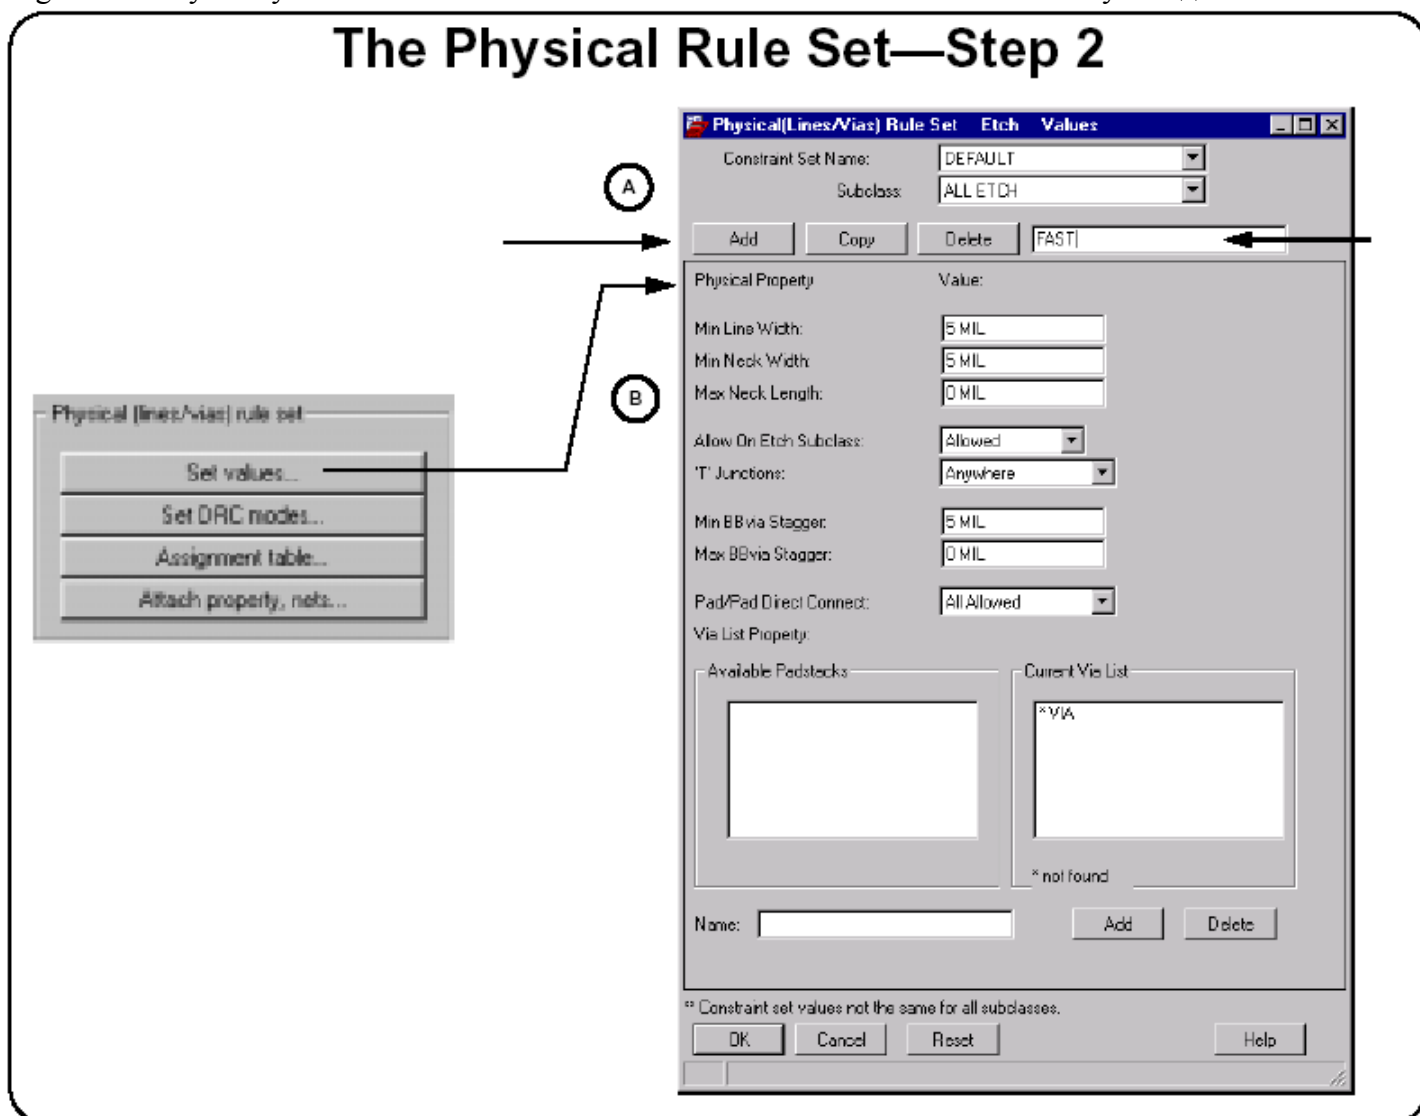 The Physical Rule Set—Step 2
Physical(Lines/Vias) Rule Set Etch Values
Constraint Set Name: DEFAULT
A
Subclass: ALL ETCH
Add Copy Delete FAST
Physical Property Value:
Min Line Width: 5 MIL
Min Neck Width: 5 MIL
B
Max Neck Length: 0 MIL
Physical (lines/vias) rule set
Allow On Etch Subclass: Allowed
Set values...
'T' Junctions: Anywhere
Set DRC modes...
Min BBvia Stagger: 5 MIL
Assignment table...
Max BBvia Stagger: 0 MIL
Attach property, nets...
Pad/Pad Direct Connect: All Allowed
Via List Property:
Available Padstacks Current Via List
* VIA
* not found
Name: Add Delete
** Constraint set values not the same for all subclasses.
OK Cancel Reset Help